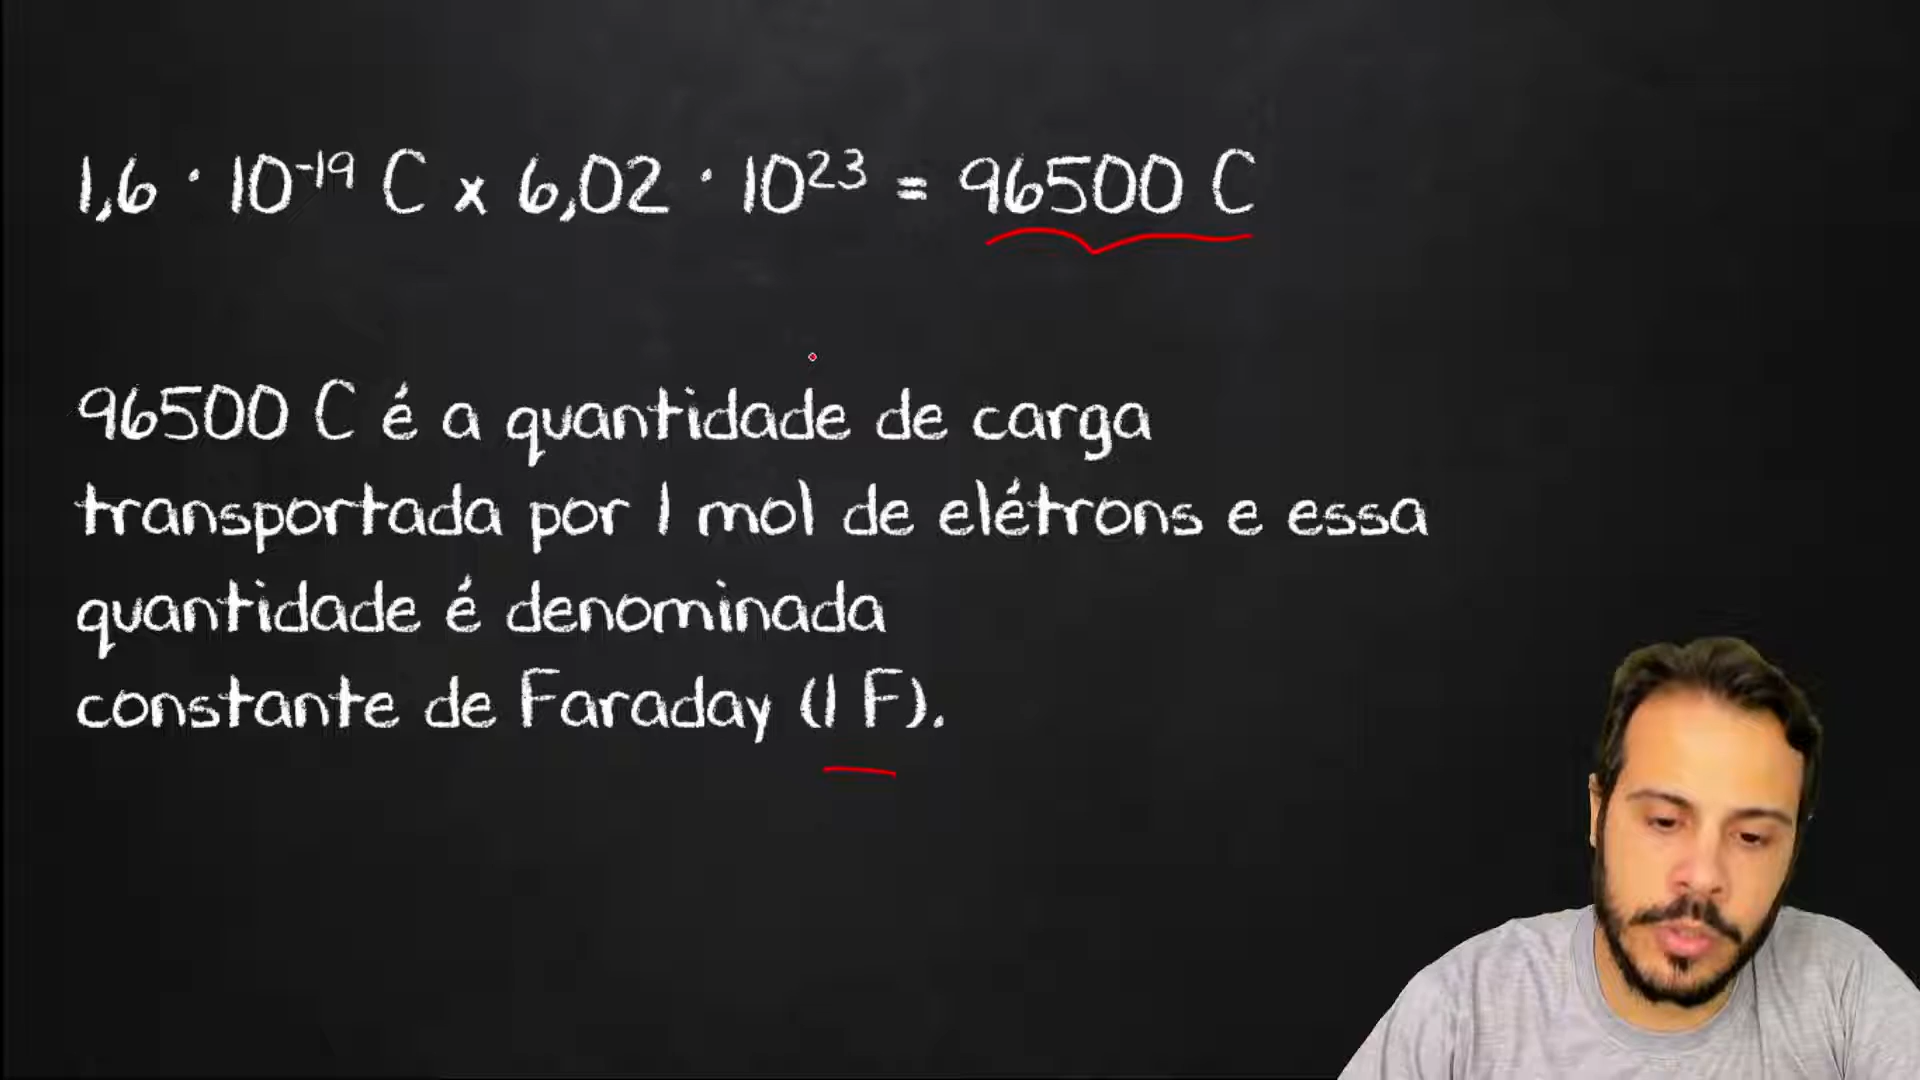 1,6 · 10⁻¹⁹ C x 6,02 · 10²³ = 96500 C
96500 C é a quantidade de carga
transportada por 1 mol de elétrons e essa
quantidade é denominada
constante de Faraday (1 F).